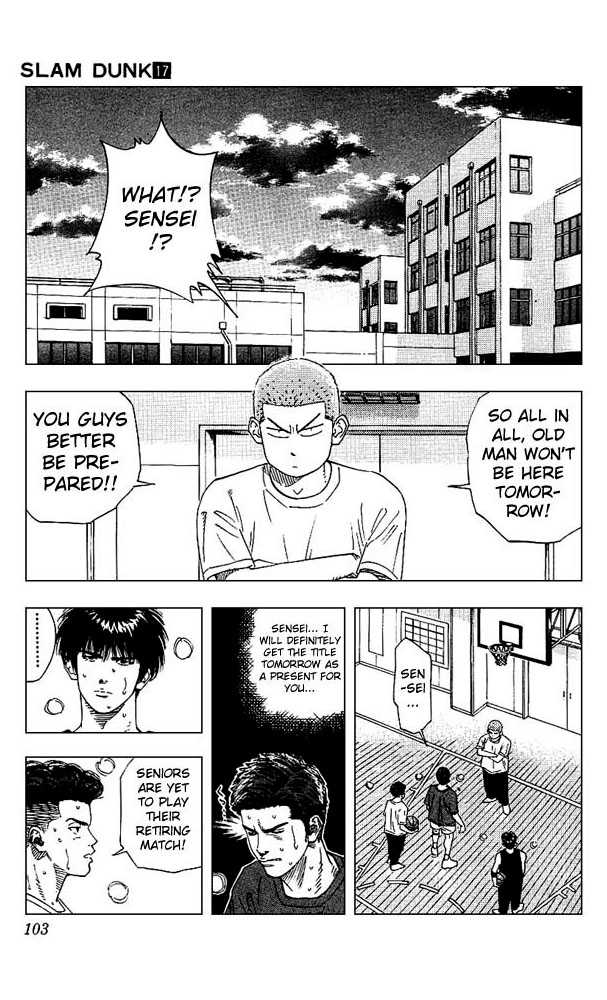 SLAM DUNK 17
WHAT!?
SENSEI
!?
SO ALL IN
ALL, OLD
MAN WON'T
BE HERE
TOMOR-
ROW!
YOU GUYS
BETTER
BE PRE-
PARED!!
SEN
-SEI
...
SENSEI... I
WILL DEFINITELY
GET THE TITLE
TOMORROW AS
A PRESENT FOR
YOU...
.........
SENIORS
ARE YET
TO PLAY
THEIR
RETIRING
MATCH!
103